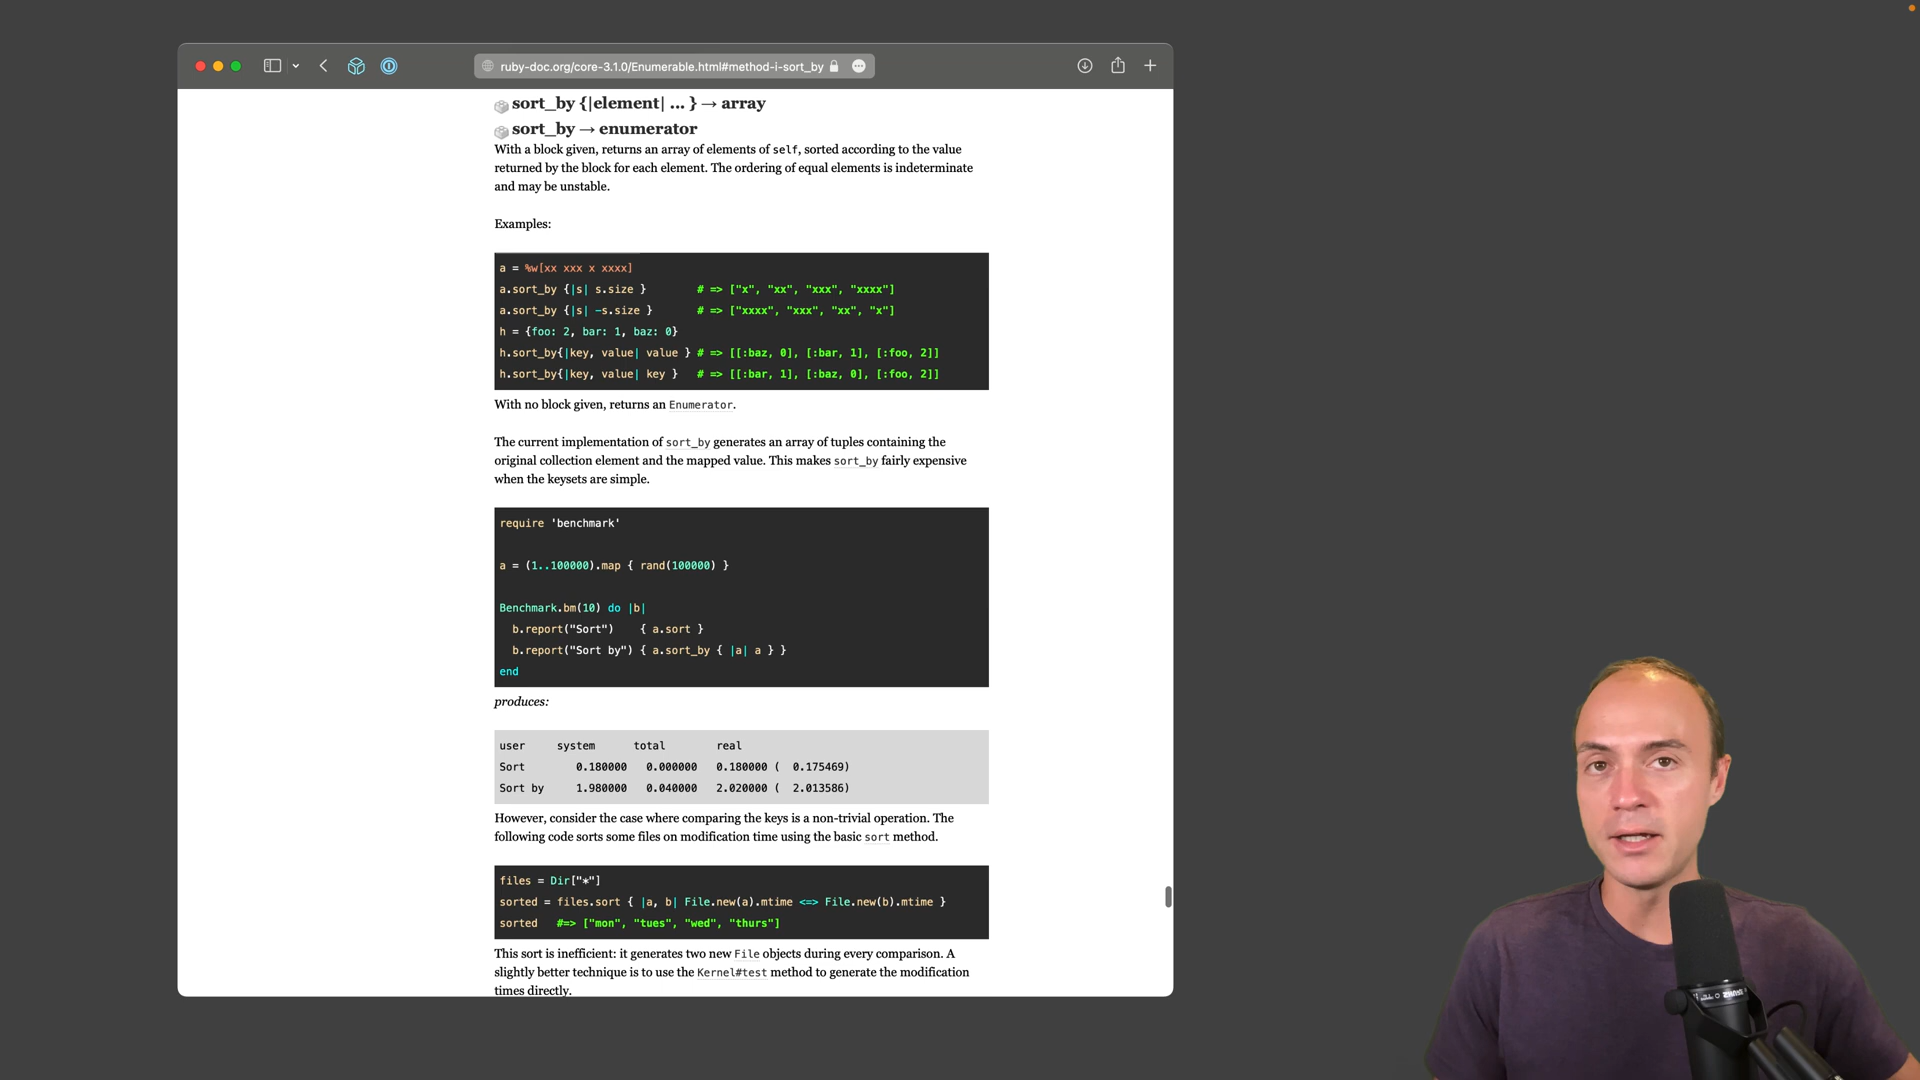 ruby-doc.org/core-3.1.0/Enumerable.html#method-i-sort_by
sort_by {|element| ... } → array
sort_by → enumerator
With a block given, returns an array of elements of self, sorted according to the value
returned by the block for each element. The ordering of equal elements is indeterminate
and may be unstable.
Examples:
a = %w[xx xxx x xxxx]
a.sort_by {|s| s.size }        # => ["x", "xx", "xxx", "xxxx"]
a.sort_by {|s| -s.size }       # => ["xxxx", "xxx", "xx", "x"]
h = {foo: 2, bar: 1, baz: 0}
h.sort_by{|key, value| value } # => [[:baz, 0], [:bar, 1], [:foo, 2]]
h.sort_by{|key, value| key }   # => [[:bar, 1], [:baz, 0], [:foo, 2]]
With no block given, returns an Enumerator.
The current implementation of sort_by generates an array of tuples containing the
original collection element and the mapped value. This makes sort_by fairly expensive
when the keysets are simple.
require 'benchmark'
a = (1..100000).map { rand(100000) }
Benchmark.bm(10) do |b|
  b.report("Sort")    { a.sort }
  b.report("Sort by") { a.sort_by { |a| a } }
end
produces:
user     system      total        real
Sort        0.180000   0.000000   0.180000 (  0.175469)
Sort by     1.980000   0.040000   2.020000 (  2.013586)
However, consider the case where comparing the keys is a non-trivial operation. The
following code sorts some files on modification time using the basic sort method.
files = Dir["*"]
sorted = files.sort { |a, b| File.new(a).mtime <=> File.new(b).mtime }
sorted   #=> ["mon", "tues", "wed", "thurs"]
This sort is inefficient: it generates two new File objects during every comparison. A
slightly better technique is to use the Kernel#test method to generate the modification
times directly.